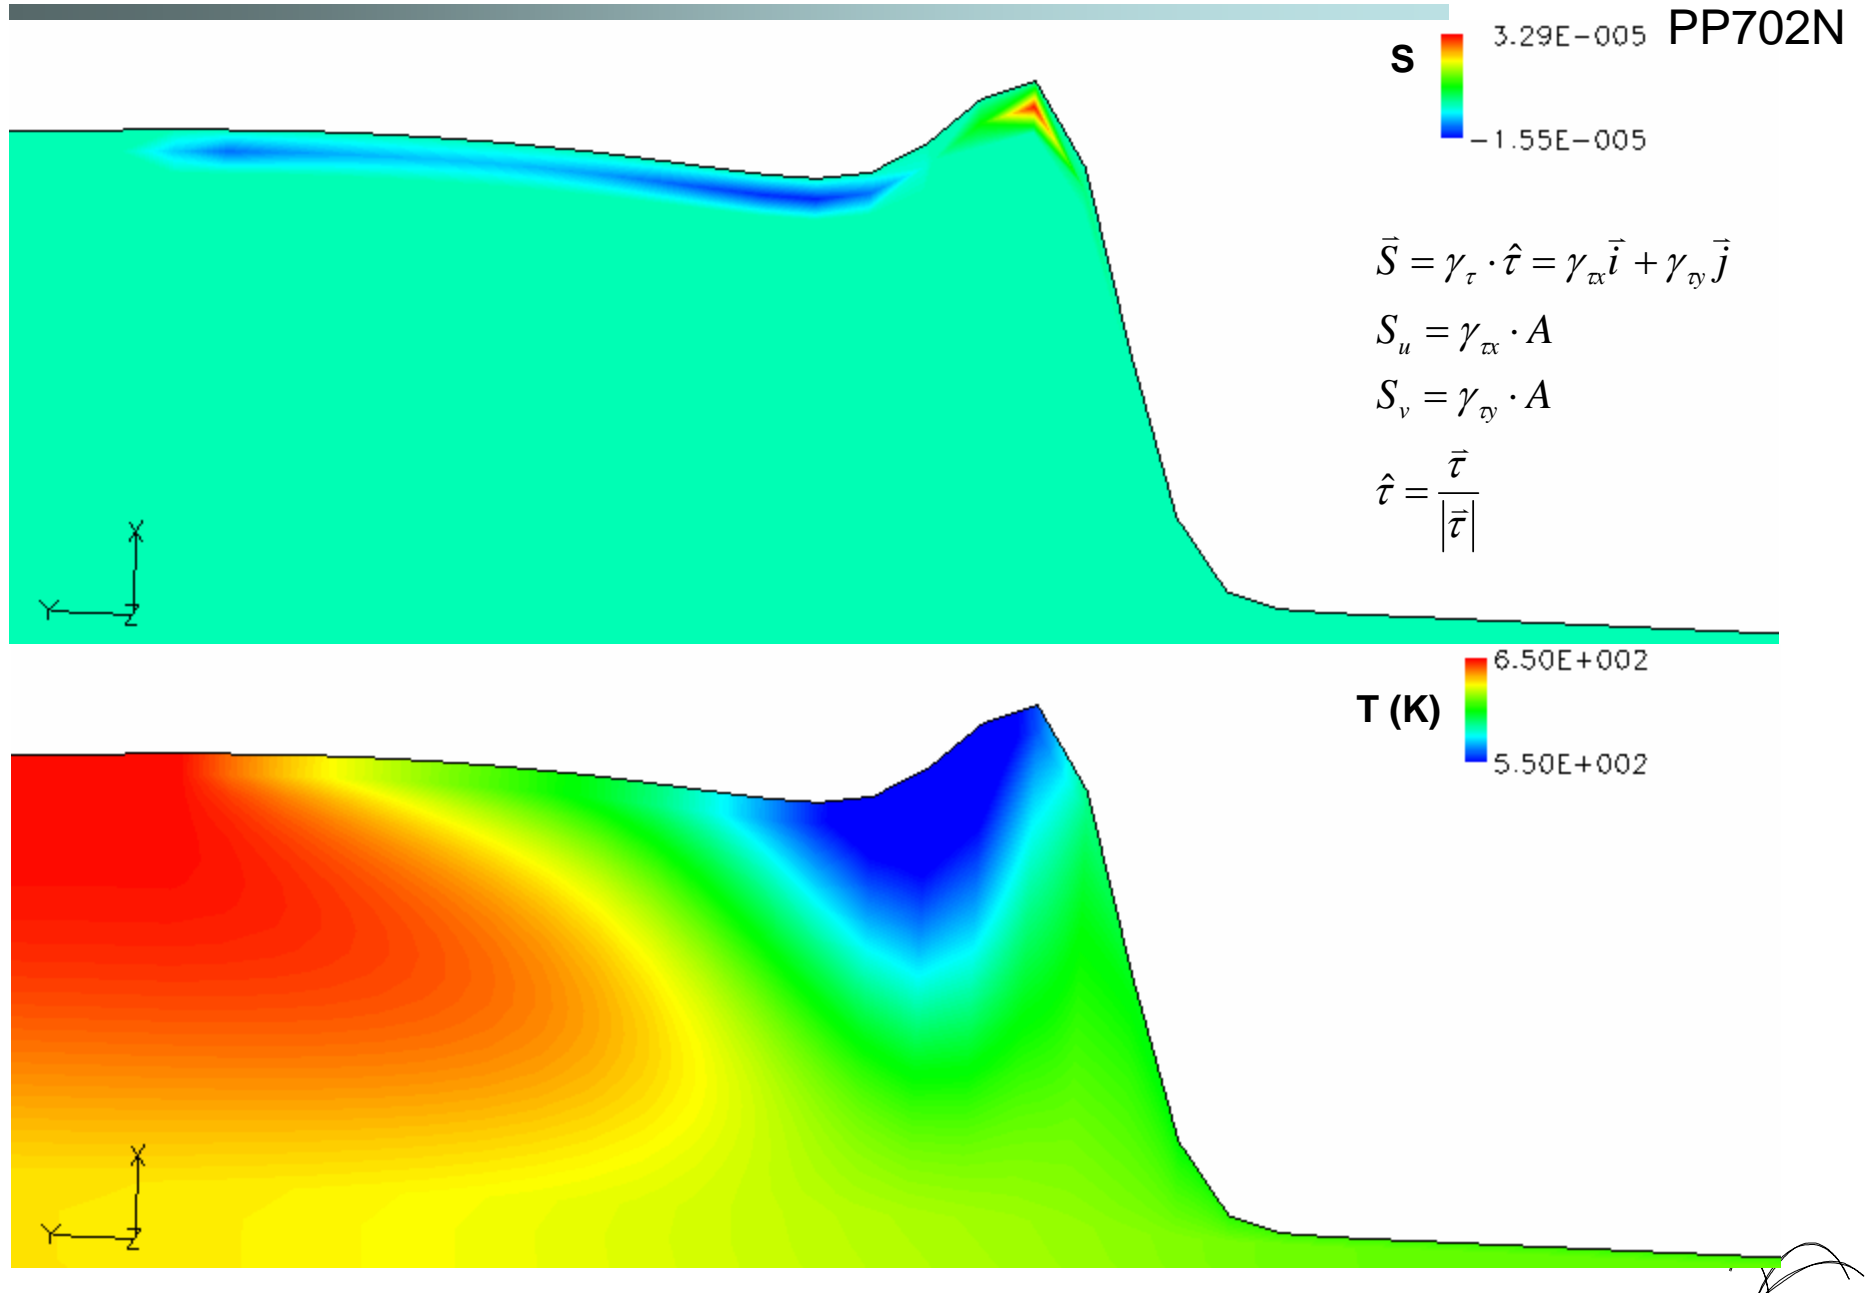 PP702N
S
3.29E-005
-1.55E-005
S⃗ = γ_τ · τ̂ = γ_τx i⃗ + γ_τy j⃗
S_u = γ_τx · A
S_v = γ_τy · A
τ̂ = τ⃗ / |τ⃗|
X
Y
Z
T (K)
6.50E+002
5.50E+002
X
Y
Z